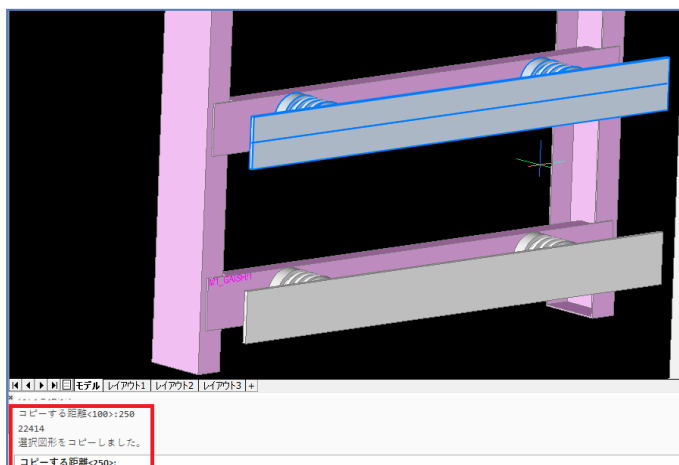 モデル レイアウト1 レイアウト2 レイアウト3 +
コピーする距離<100>:250
22414
選択図形をコピーしました。
コピーする距離<250>: